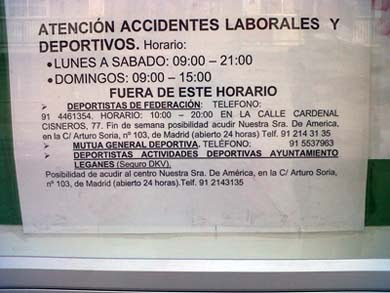 ATENCIÓN ACCIDENTES LABORALES Y
DEPORTIVOS. Horario:
•LUNES A SABADO: 09:00 – 21:00
•DOMINGOS: 09:00 – 15:00
FUERA DE ESTE HORARIO
➢ DEPORTISTAS DE FEDERACIÓN: TELEFONO:
91 4461354. HORARIO: 10:00 – 20:00 EN LA CALLE CARDENAL
CISNEROS, 77. Fin de semana posibilidad acudir Nuestra Sra. De America,
en la C/ Arturo Soria, nº 103, de Madrid (abierto 24 horas) Telf. 91 214 31 35
➢ MUTUA GENERAL DEPORTIVA. TELÉFONO: 91 5537963
➢ DEPORTISTAS ACTIVIDADES DEPORTIVAS AYUNTAMIENTO
LEGANES (Seguro DKV).
Posibilidad de acudir al centro Nuestra Sra. De America, en la C/ Arturo Soria,
nº 103, de Madrid (abierto 24 horas).Telf. 91 2143135